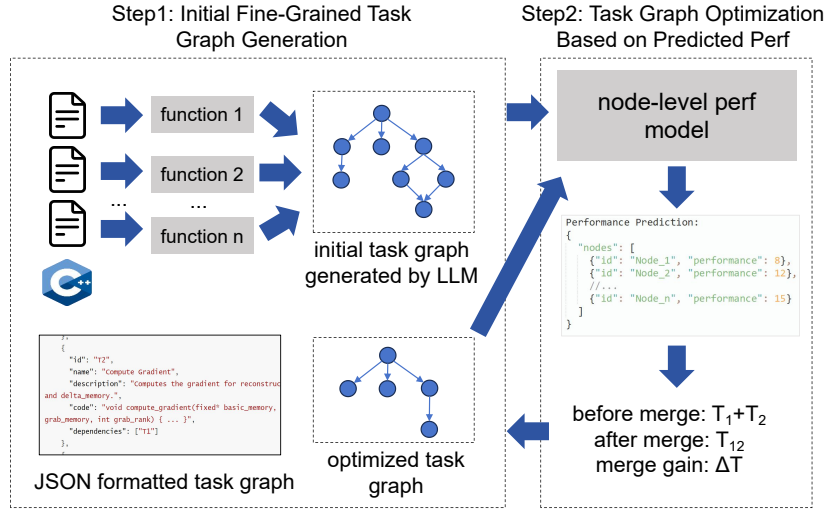 Step1: Initial Fine-Grained Task
Graph Generation
Step2: Task Graph Optimization
Based on Predicted Perf
function 1
function 2
...
...
function n
C++
initial task graph
generated by LLM
node-level perf
model
Performance Prediction:
{
"nodes": [
{"id": "Node_1", "performance": 8},
{"id": "Node_2", "performance": 12},
//...
{"id": "Node_n", "performance": 15}
]
}
},
{
"id": "T2",
"name": "Compute Gradient",
"description": "Computes the gradient for reconstruc
and delta_memory.",
"code": "void compute_gradient(fixed* basic_memory,
grab_memory, int grab_rank) { ... }",
"dependencies": ["T1"]
},
{
JSON formatted task graph
optimized task
graph
before merge: T₁+T₂
after merge: T₁₂
merge gain: ΔT